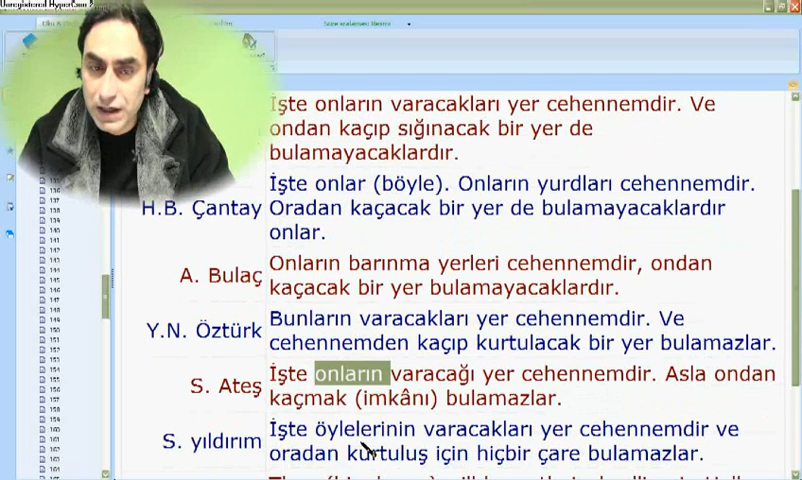 Unregistered HyperCam 2
İşte onların varacakları yer cehennemdir. Ve
ondan kaçıp sığınacak bir yer de
bulamayacaklardır.
İşte onlar (böyle). Onların yurdları cehennemdir.
H.B. Çantay Oradan kaçacak bir yer de bulamayacaklardır
onlar.
A. Bulaç Onların barınma yerleri cehennemdir, ondan
kaçacak bir yer bulamayacaklardır.
Y.N. Öztürk Bunların varacakları yer cehennemdir. Ve
cehennemden kaçıp kurtulacak bir yer bulamazlar.
S. Ateş İşte onların varacağı yer cehennemdir. Asla ondan
kaçmak (imkânı) bulamazlar.
S. yıldırım İşte öylelerinin varacakları yer cehennemdir ve
oradan kurtuluş için hiçbir çare bulamazlar.